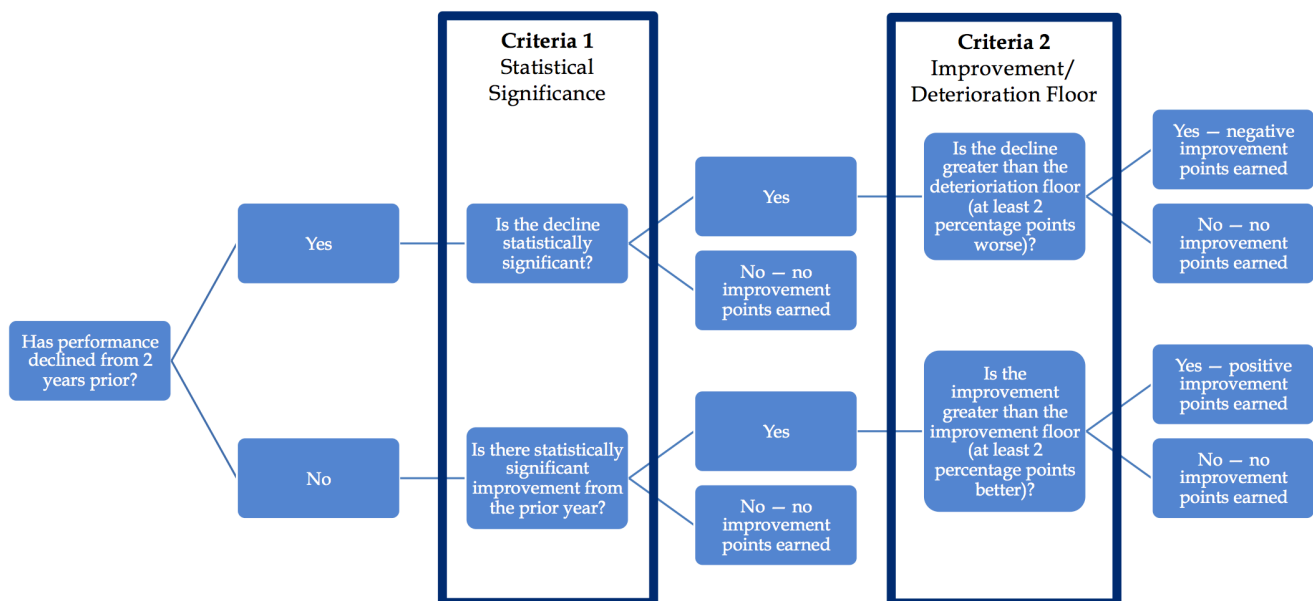 Criteria 1
Statistical
Significance
Criteria 2
Improvement/
Deterioration Floor
Has performance
declined from 2
years prior?
Yes
Is the decline
statistically
significant?
Yes
No — no
improvement
points earned
Is the decline
greater than the
deterioriation floor
(at least 2
percentage points
worse)?
Yes — negative
improvement
points earned
No — no
improvement
points earned
No
Is there statistically
significant
improvement from
the prior year?
Yes
No — no
improvement
points earned
Is the
improvement
greater than the
improvement floor
(at least 2
percentage points
better)?
Yes — positive
improvement
points earned
No — no
improvement
points earned